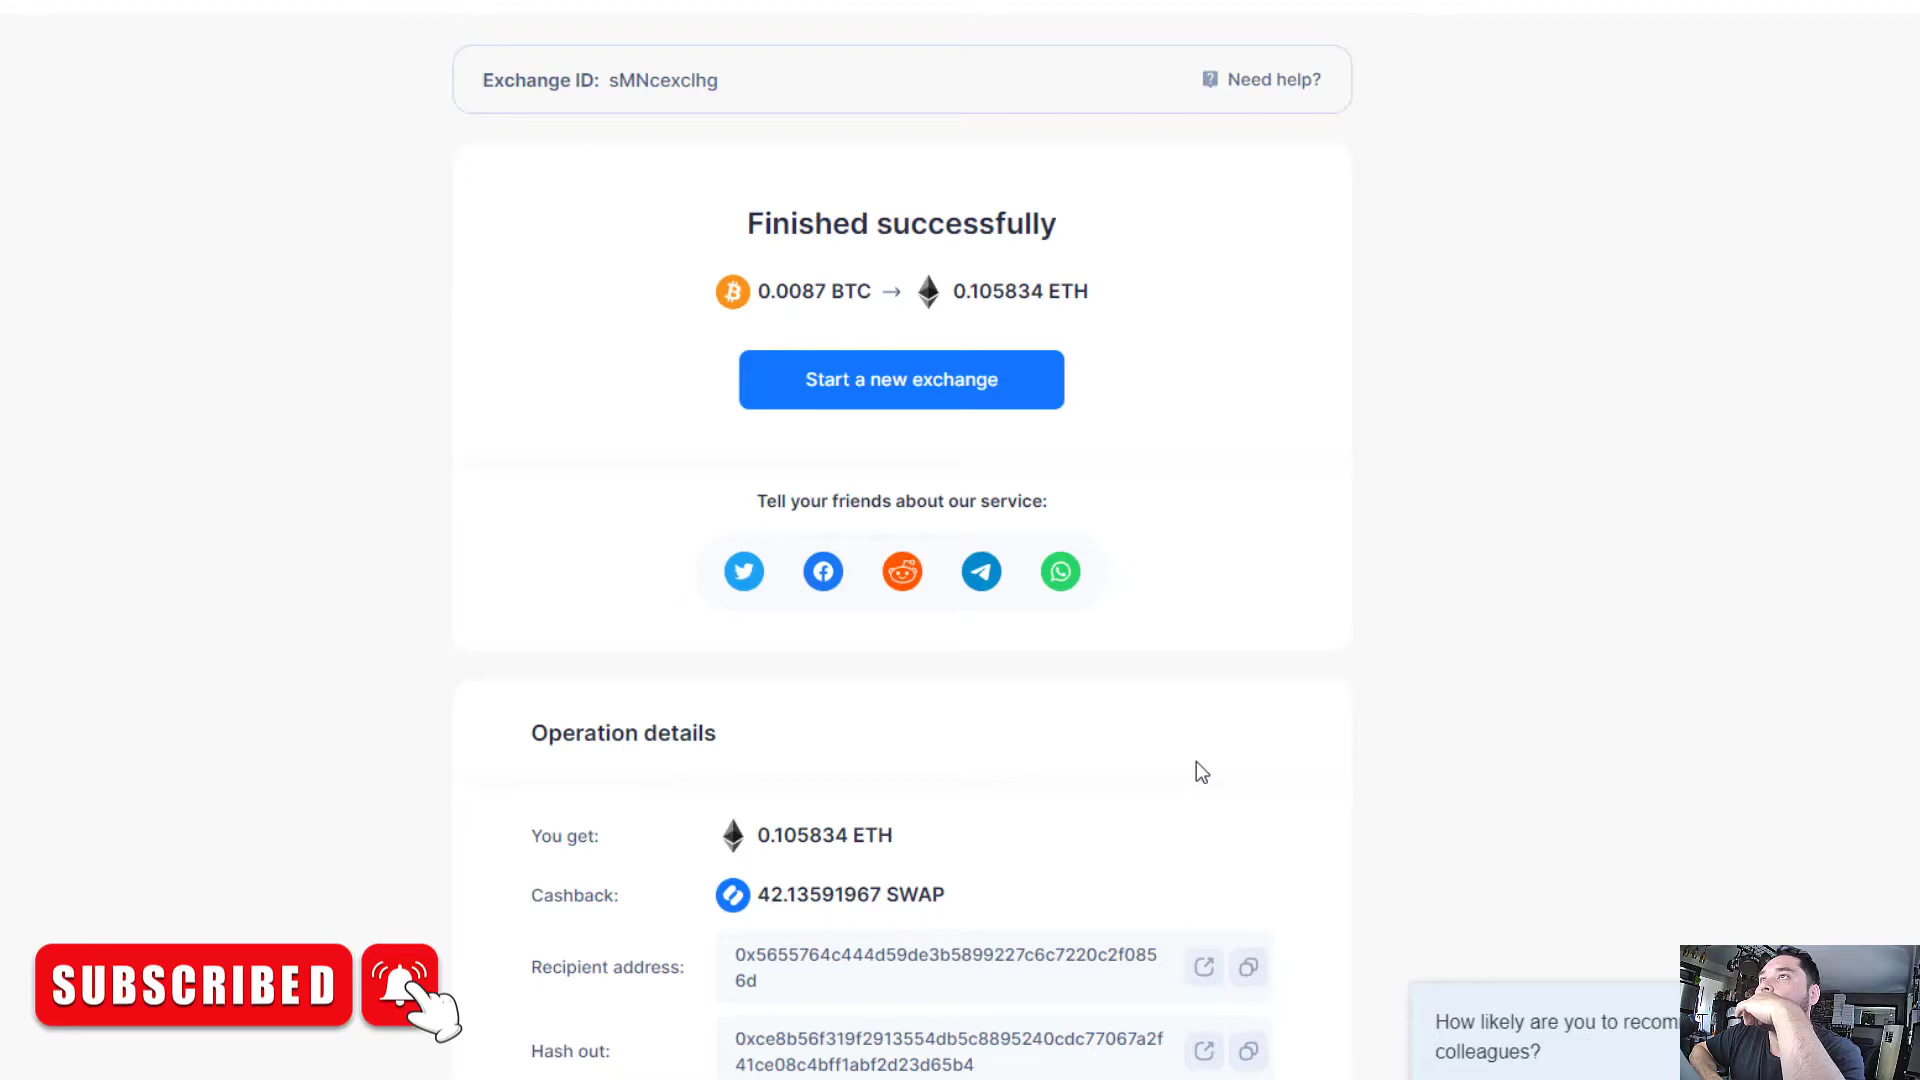 Exchange ID: sMNcexclhg
Need help?
Finished successfully
0.0087 BTC → 0.105834 ETH
Start a new exchange
Tell your friends about our service:
Operation details
You get: 0.105834 ETH
Cashback: 42.13591967 SWAP
Recipient address: 0x5655764c444d59de3b5899227c6c7220c2f085
6d
Hash out: 0xce8b56f319f2913554db5c8895240cdc77067a2f
41ce08c4bff1abf2d23d65b4
SUBSCRIBED
How likely are you to recom
colleagues?